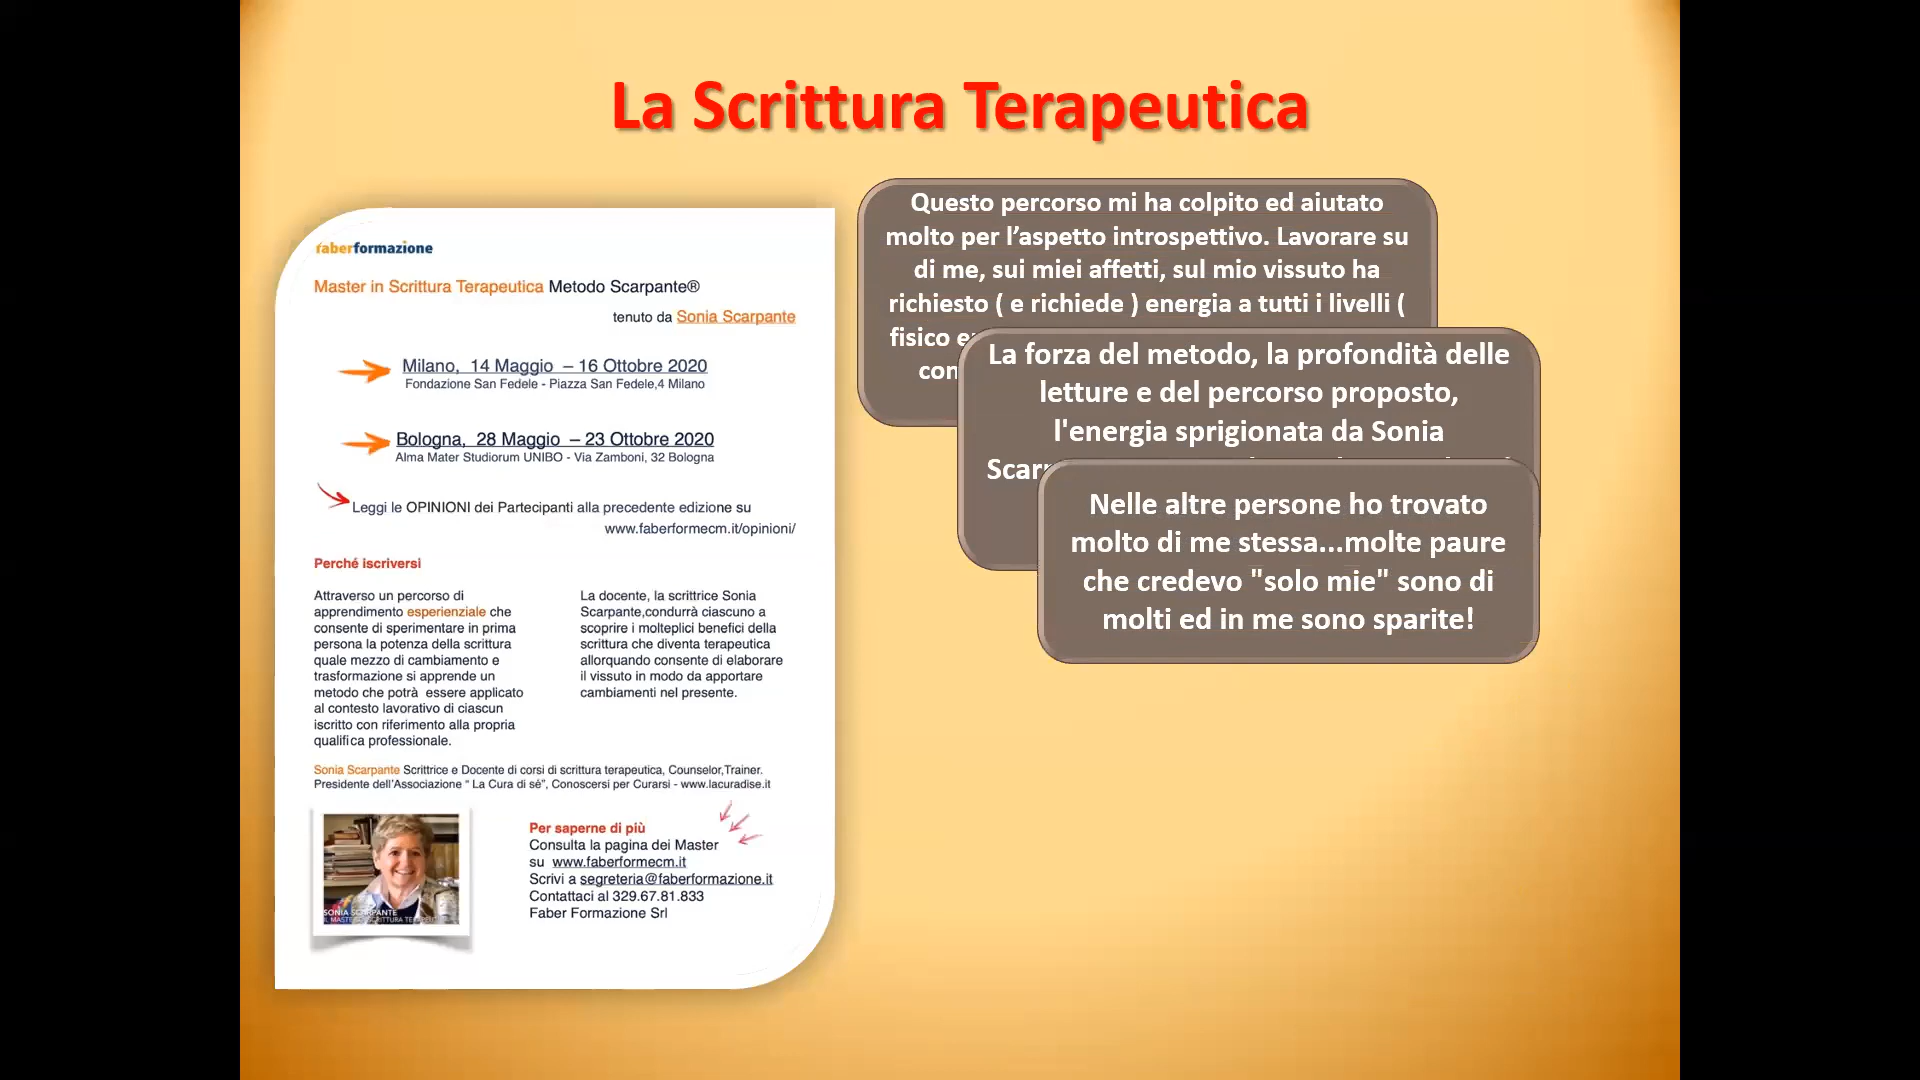 La Scrittura Terapeutica
faberformazione
Master in Scrittura Terapeutica Metodo Scarpante®
tenuto da Sonia Scarpante
Milano, 14 Maggio – 16 Ottobre 2020
Fondazione San Fedele - Piazza San Fedele,4 Milano
Bologna, 28 Maggio – 23 Ottobre 2020
Alma Mater Studiorum UNIBO - Via Zamboni, 32 Bologna
Leggi le OPINIONI dei Partecipanti alla precedente edizione su
www.faberformecm.it/opinioni/
Perché iscriversi
Attraverso un percorso di
apprendimento esperienziale che
consente di sperimentare in prima
persona la potenza della scrittura
quale mezzo di cambiamento e
trasformazione si apprende un
metodo che potrà essere applicato
al contesto lavorativo di ciascun
iscritto con riferimento alla propria
qualifica professionale.
La docente, la scrittrice Sonia
Scarpante,condurrà ciascuno a
scoprire i molteplici benefici della
scrittura che diventa terapeutica
allorquando consente di elaborare
il vissuto in modo da apportare
cambiamenti nel presente.
Sonia Scarpante Scrittrice e Docente di corsi di scrittura terapeutica, Counselor,Trainer.
Presidente dell'Associazione “ La Cura di sé”, Conoscersi per Curarsi - www.lacuradise.it
SONIA SCARPANTE
IL MASTER SCRITTURA
Per saperne di più
Consulta la pagina dei Master
su www.faberformecm.it
Scrivi a segreteria@faberformazione.it
Contattaci al 329.67.81.833
Faber Formazione Srl
Questo percorso mi ha colpito ed aiutato
molto per l’aspetto introspettivo. Lavorare su
di me, sui miei affetti, sul mio vissuto ha
richiesto ( e richiede ) energia a tutti i livelli (
fisico
La forza del metodo, la profondità delle
letture e del percorso proposto,
l'energia sprigionata da Sonia
Nelle altre persone ho trovato
molto di me stessa...molte paure
che credevo "solo mie" sono di
molti ed in me sono sparite!